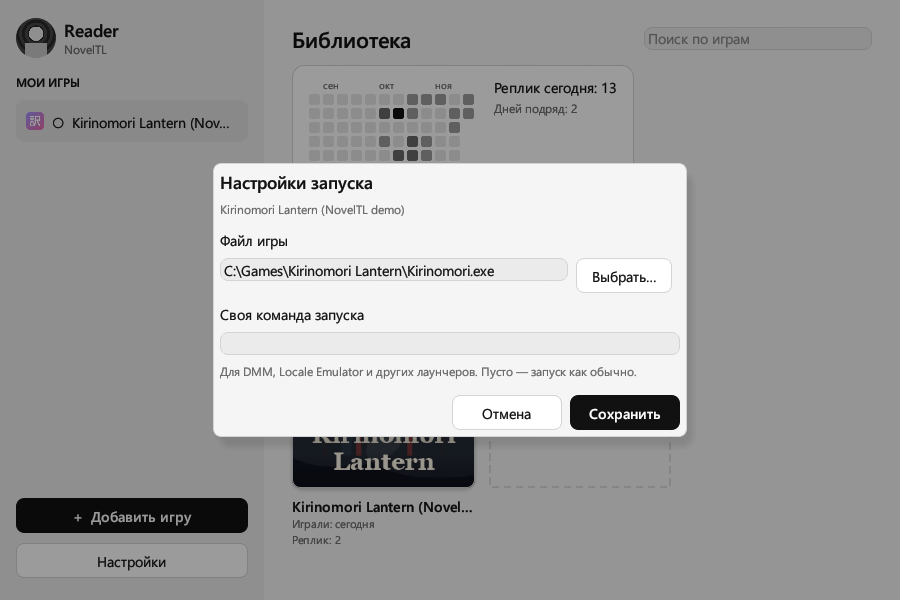 Reader
NovelTL
МОИ ИГРЫ
訳 Kirinomori Lantern (Nov...
+ Добавить игру
Настройки
Библиотека
Поиск по играм
сен окт ноя
Реплик сегодня: 13
Дней подряд: 2
Настройки запуска
Kirinomori Lantern (NovelTL demo)
Файл игры
C:\Games\Kirinomori Lantern\Kirinomori.exe
Выбрать...
Своя команда запуска
Для DMM, Locale Emulator и других лаунчеров. Пусто — запуск как обычно.
Отмена
Сохранить
Kirinomori
Lantern
Kirinomori Lantern (Novel...
Играли: сегодня
Реплик: 2